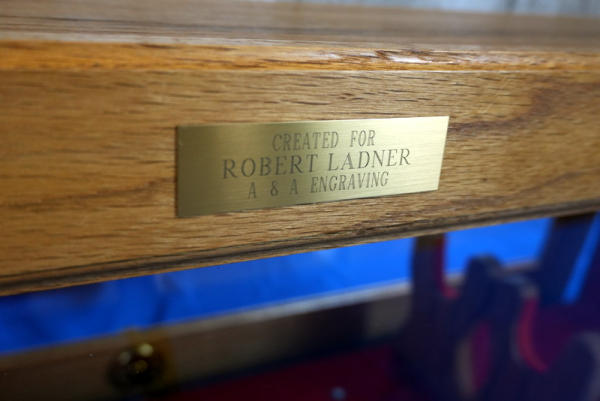 CREATED FOR
ROBERT LADNER
A & A ENGRAVING